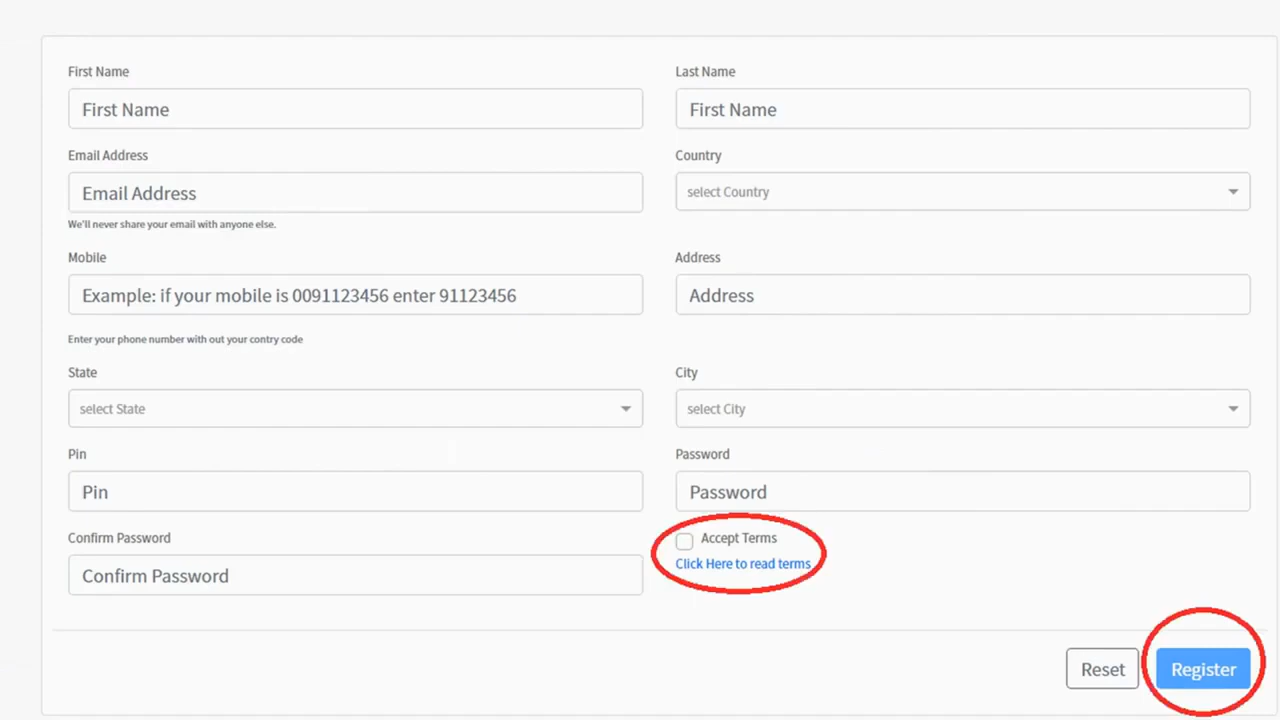 First Name
Last Name
First Name
First Name
Email Address
Country
Email Address
select Country
We'll never share your email with anyone else.
Mobile
Address
Example: if your mobile is 0091123456 enter 91123456
Address
Enter your phone number with out your contry code
State
City
select State
select City
Pin
Password
Pin
Password
Confirm Password
Accept Terms
Click Here to read terms
Confirm Password
Reset
Register